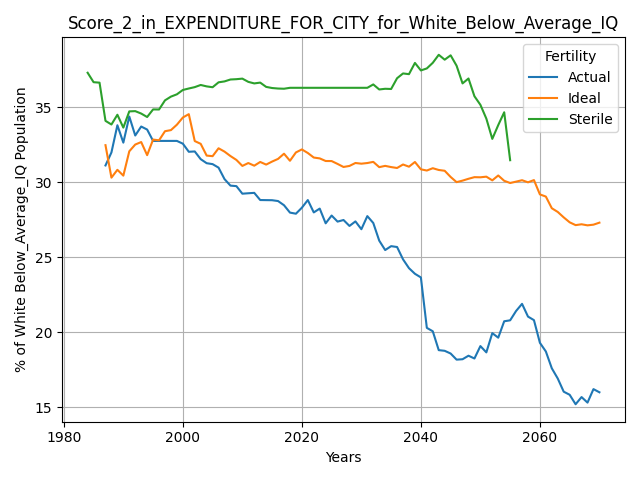 Score_2_in_EXPENDITURE_FOR_CITY_for_White_Below_Average_IQ
Fertility
Actual
Ideal
Sterile
% of White Below_Average_IQ Population
35
30
25
20
15
1980
2000
2020
2040
2060
Years